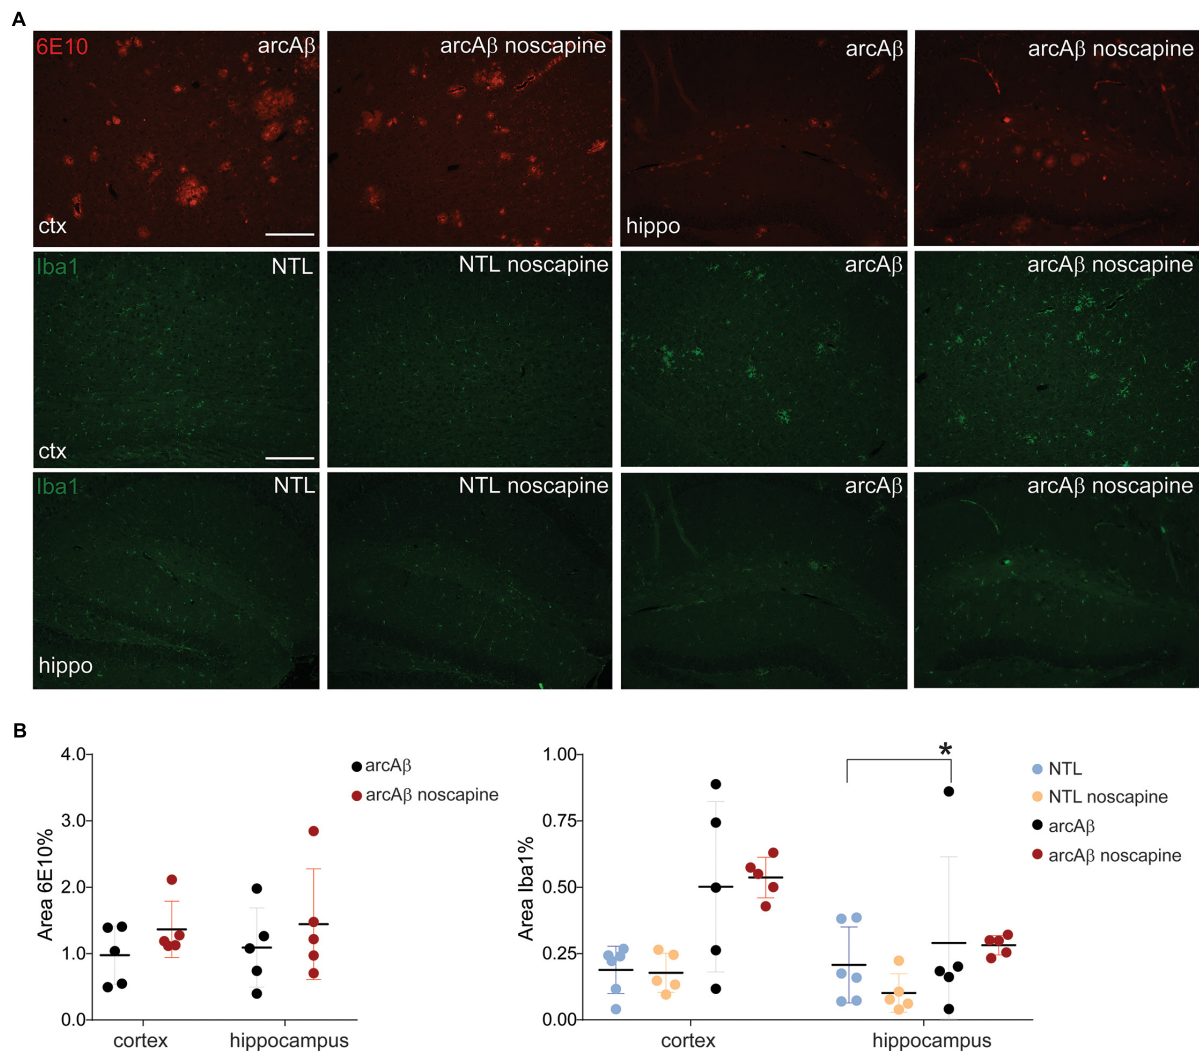 A
6E10 arcAβ arcAβ noscapine arcAβ arcAβ noscapine
ctx hippo
Iba1 NTL NTL noscapine arcAβ arcAβ noscapine
ctx
Iba1 NTL NTL noscapine arcAβ arcAβ noscapine
hippo
B
Area 6E10%
4.0
3.0
2.0
1.0
0.0
cortex hippocampus
arcAβ
arcAβ noscapine
Area Iba1%
1.00
0.75
0.50
0.25
0.00
*
cortex hippocampus
NTL
NTL noscapine
arcAβ
arcAβ noscapine